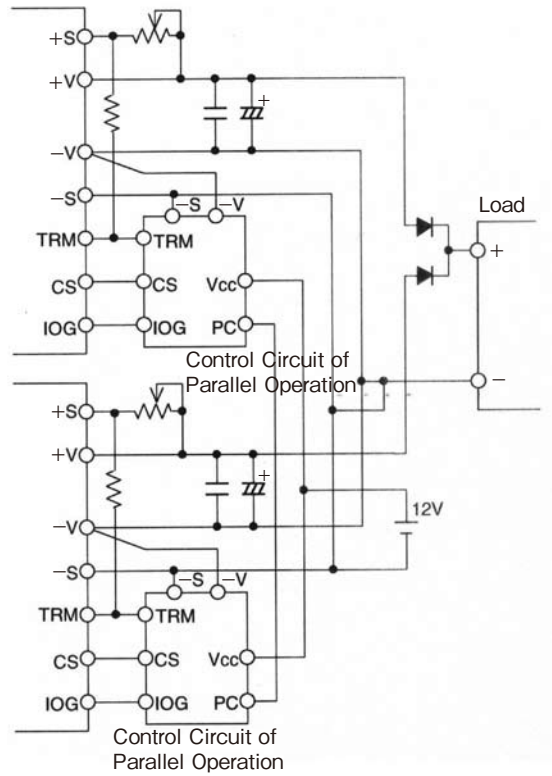 +S
+V
+
−V
−S
−S −V
Load
TRM TRM
+
CS CS Vcc
IOG IOG PC
Control Circuit of
Parallel Operation
−
+S
+V
+
12V
−V
−S
−S −V
TRM TRM
CS CS Vcc
IOG IOG PC
Control Circuit of
Parallel Operation